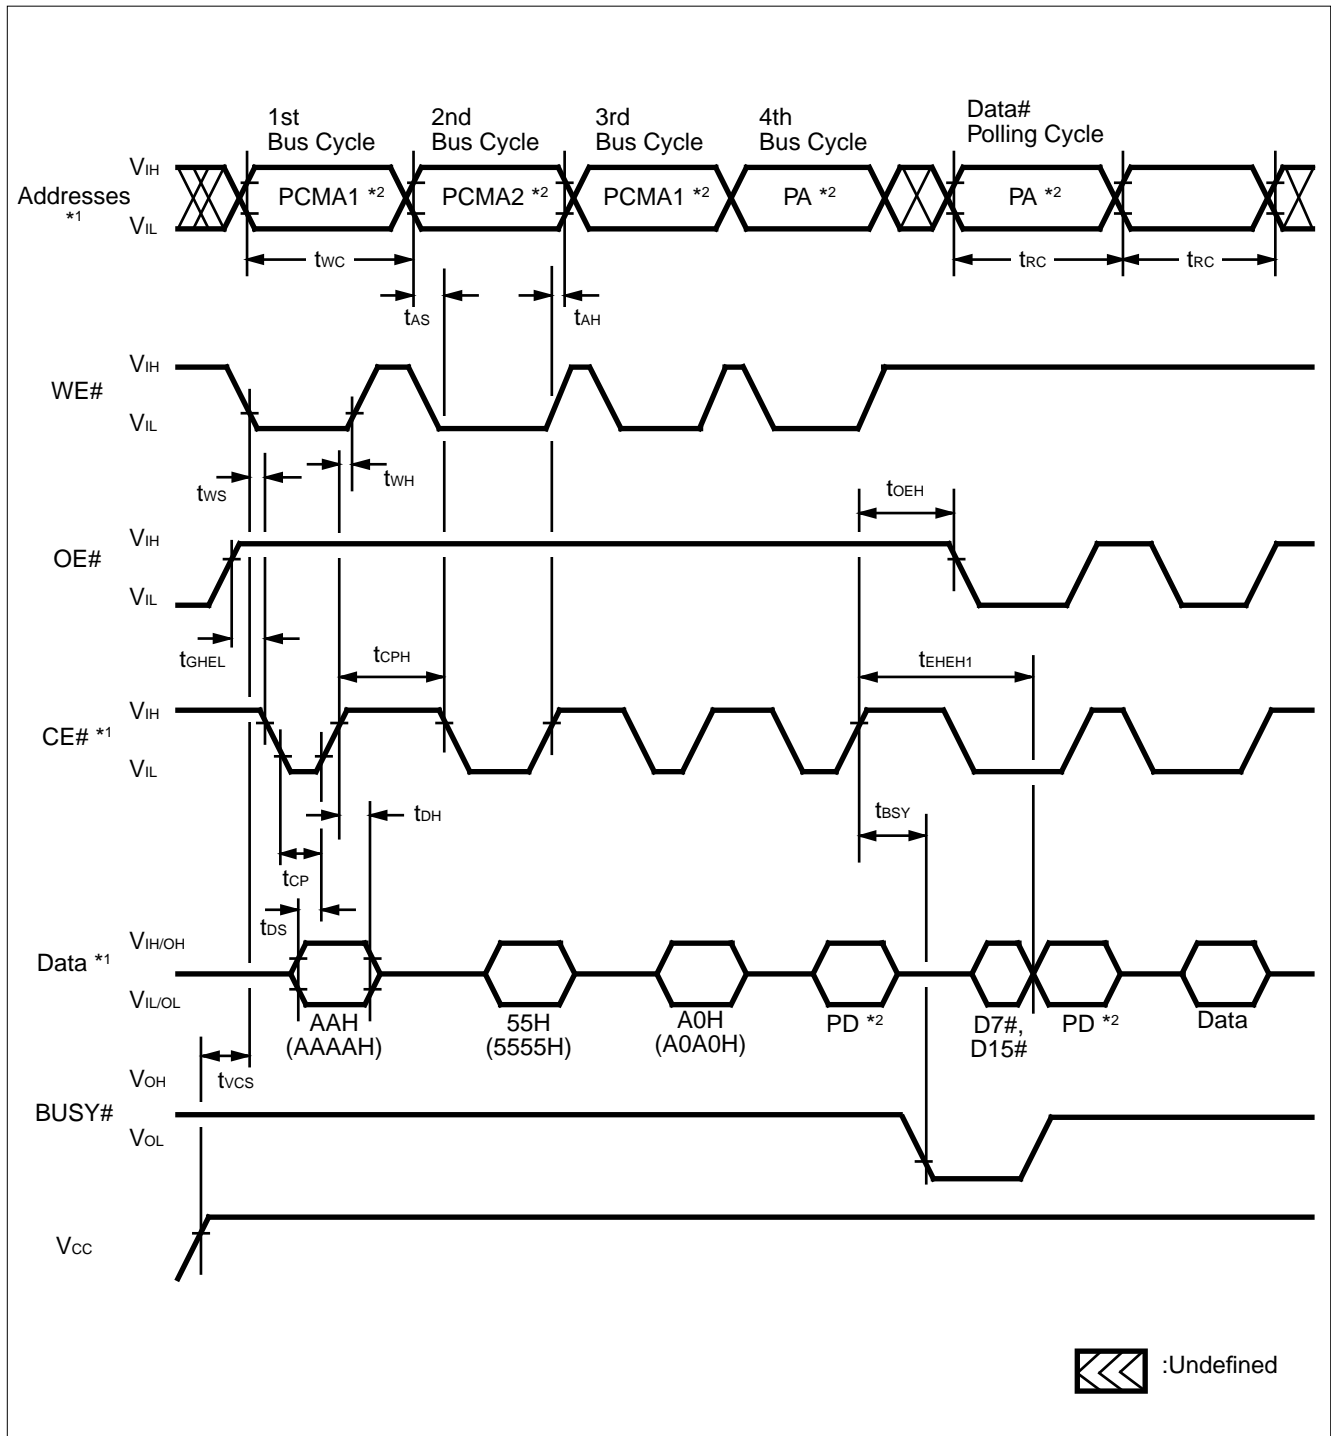 1st
Bus Cycle
2nd
Bus Cycle
3rd
Bus Cycle
4th
Bus Cycle
Data#
Polling Cycle
Addresses
*1
VIH
VIL
PCMA1 *2
PCMA2 *2
PCMA1 *2
PA *2
PA *2
tWC
tRC
tRC
tAS
tAH
WE#
VIH
VIL
tWS
tWH
tOEH
OE#
VIH
VIL
tGHEL
tCPH
tEHEH1
CE# *1
VIH
VIL
tDH
tBSY
tCP
tDS
Data *1
VIH/OH
VIL/OL
AAH
(AAAAH)
55H
(5555H)
A0H
(A0A0H)
PD *2
D7#,
D15#
PD *2
Data
tVCS
BUSY#
VOH
VOL
VCC
:Undefined